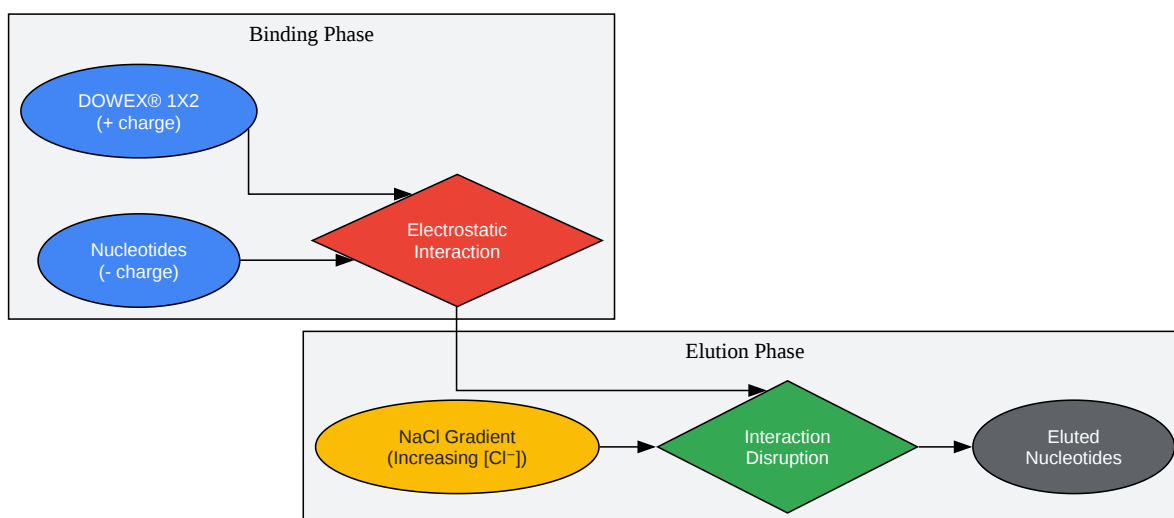 Binding Phase
DOWEX® 1X2
(+ charge)
Nucleotides
(- charge)
Electrostatic
Interaction
Elution Phase
NaCl Gradient
(Increasing [Cl⁻])
Interaction
Disruption
Eluted
Nucleotides